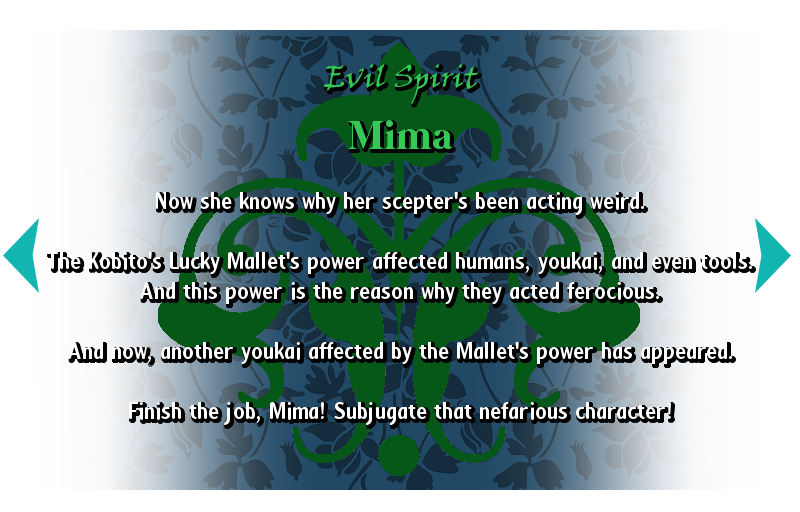 Evil Spirit
Mima
Now she knows why her scepter's been acting weird.
The Kobito's Lucky Mallet's power affected humans, youkai, and even tools.
And this power is the reason why they acted ferocious.
And now, another youkai affected by the Mallet's power has appeared.
Finish the job, Mima! Subjugate that nefarious character!